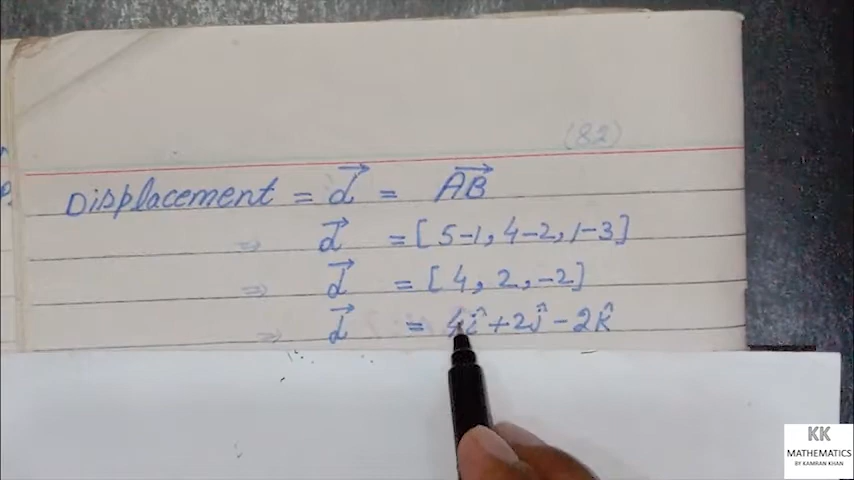 (82)
Displacement = d⃗ = A⃗B⃗
⇒ d⃗ = [5-1, 4-2, 1-3]
⇒ d⃗ = [4, 2, -2]
⇒ d⃗ = 4î + 2ĵ - 2k̂
KK
MATHEMATICS
BY KAMRAN KHAN